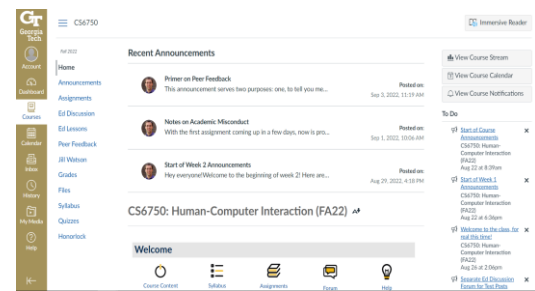 GT
Georgia
Tech
Account
Dashboard
Courses
Calendar
Inbox
History
My Media
Help
CS6750
Immersive Reader
Fall 2022
Home
Announcements
Assignments
Ed Discussion
Ed Lessons
Peer Feedback
Jill Watson
Grades
Files
Syllabus
Quizzes
Honorlock
Recent Announcements
Primer on Peer Feedback
This announcement serves two purposes: one, to tell you me...
Posted on:
Sep 3, 2022, 11:19 AM
Notes on Academic Misconduct
With the first assignment coming up in a few days, now is pro...
Posted on:
Sep 1, 2022, 10:06 AM
Start of Week 2 Announcements
Hey everyone!Welcome to the beginning of week 2! Here are...
Posted on:
Aug 29, 2022, 4:18 PM
CS6750: Human-Computer Interaction (FA22)
Welcome
Course Content
Syllabus
Assignments
Forum
Help
View Course Stream
View Course Calendar
View Course Notifications
To Do
Start of Course
Announcements
CS6750: Human-
Computer Interaction
(FA22)
Aug 22 at 8:39am
Start of Week 1
Announcements
CS6750: Human-
Computer Interaction
(FA22)
Aug 22 at 6:36pm
Welcome to the class, for
real this time!
CS6750: Human-
Computer Interaction
(FA22)
Aug 26 at 2:06pm
Separate Ed Discussion
Forum for Test Posts